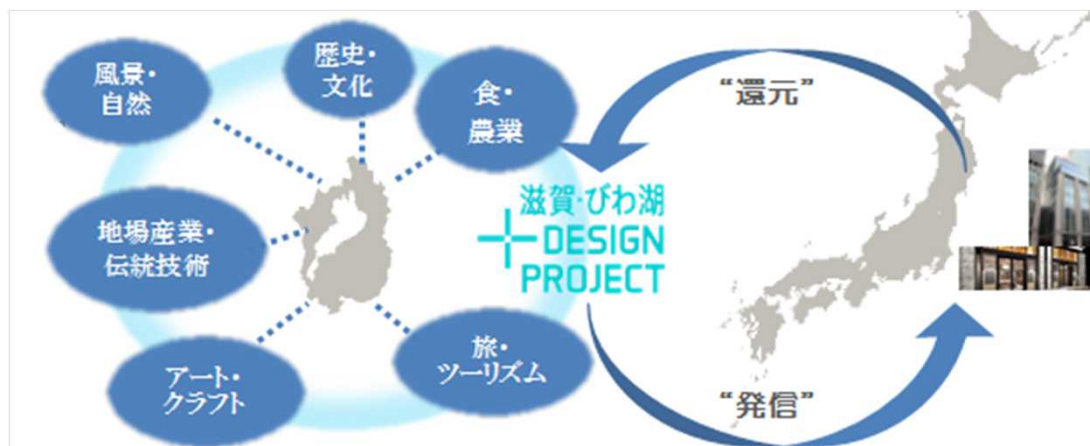 風景・
自然
歴史・
文化
食・
農業
地場産業・
伝統技術
アート・
クラフト
旅・
ツーリズム
滋賀・びわ湖
+DESIGN
PROJECT
“還元”
“発信”